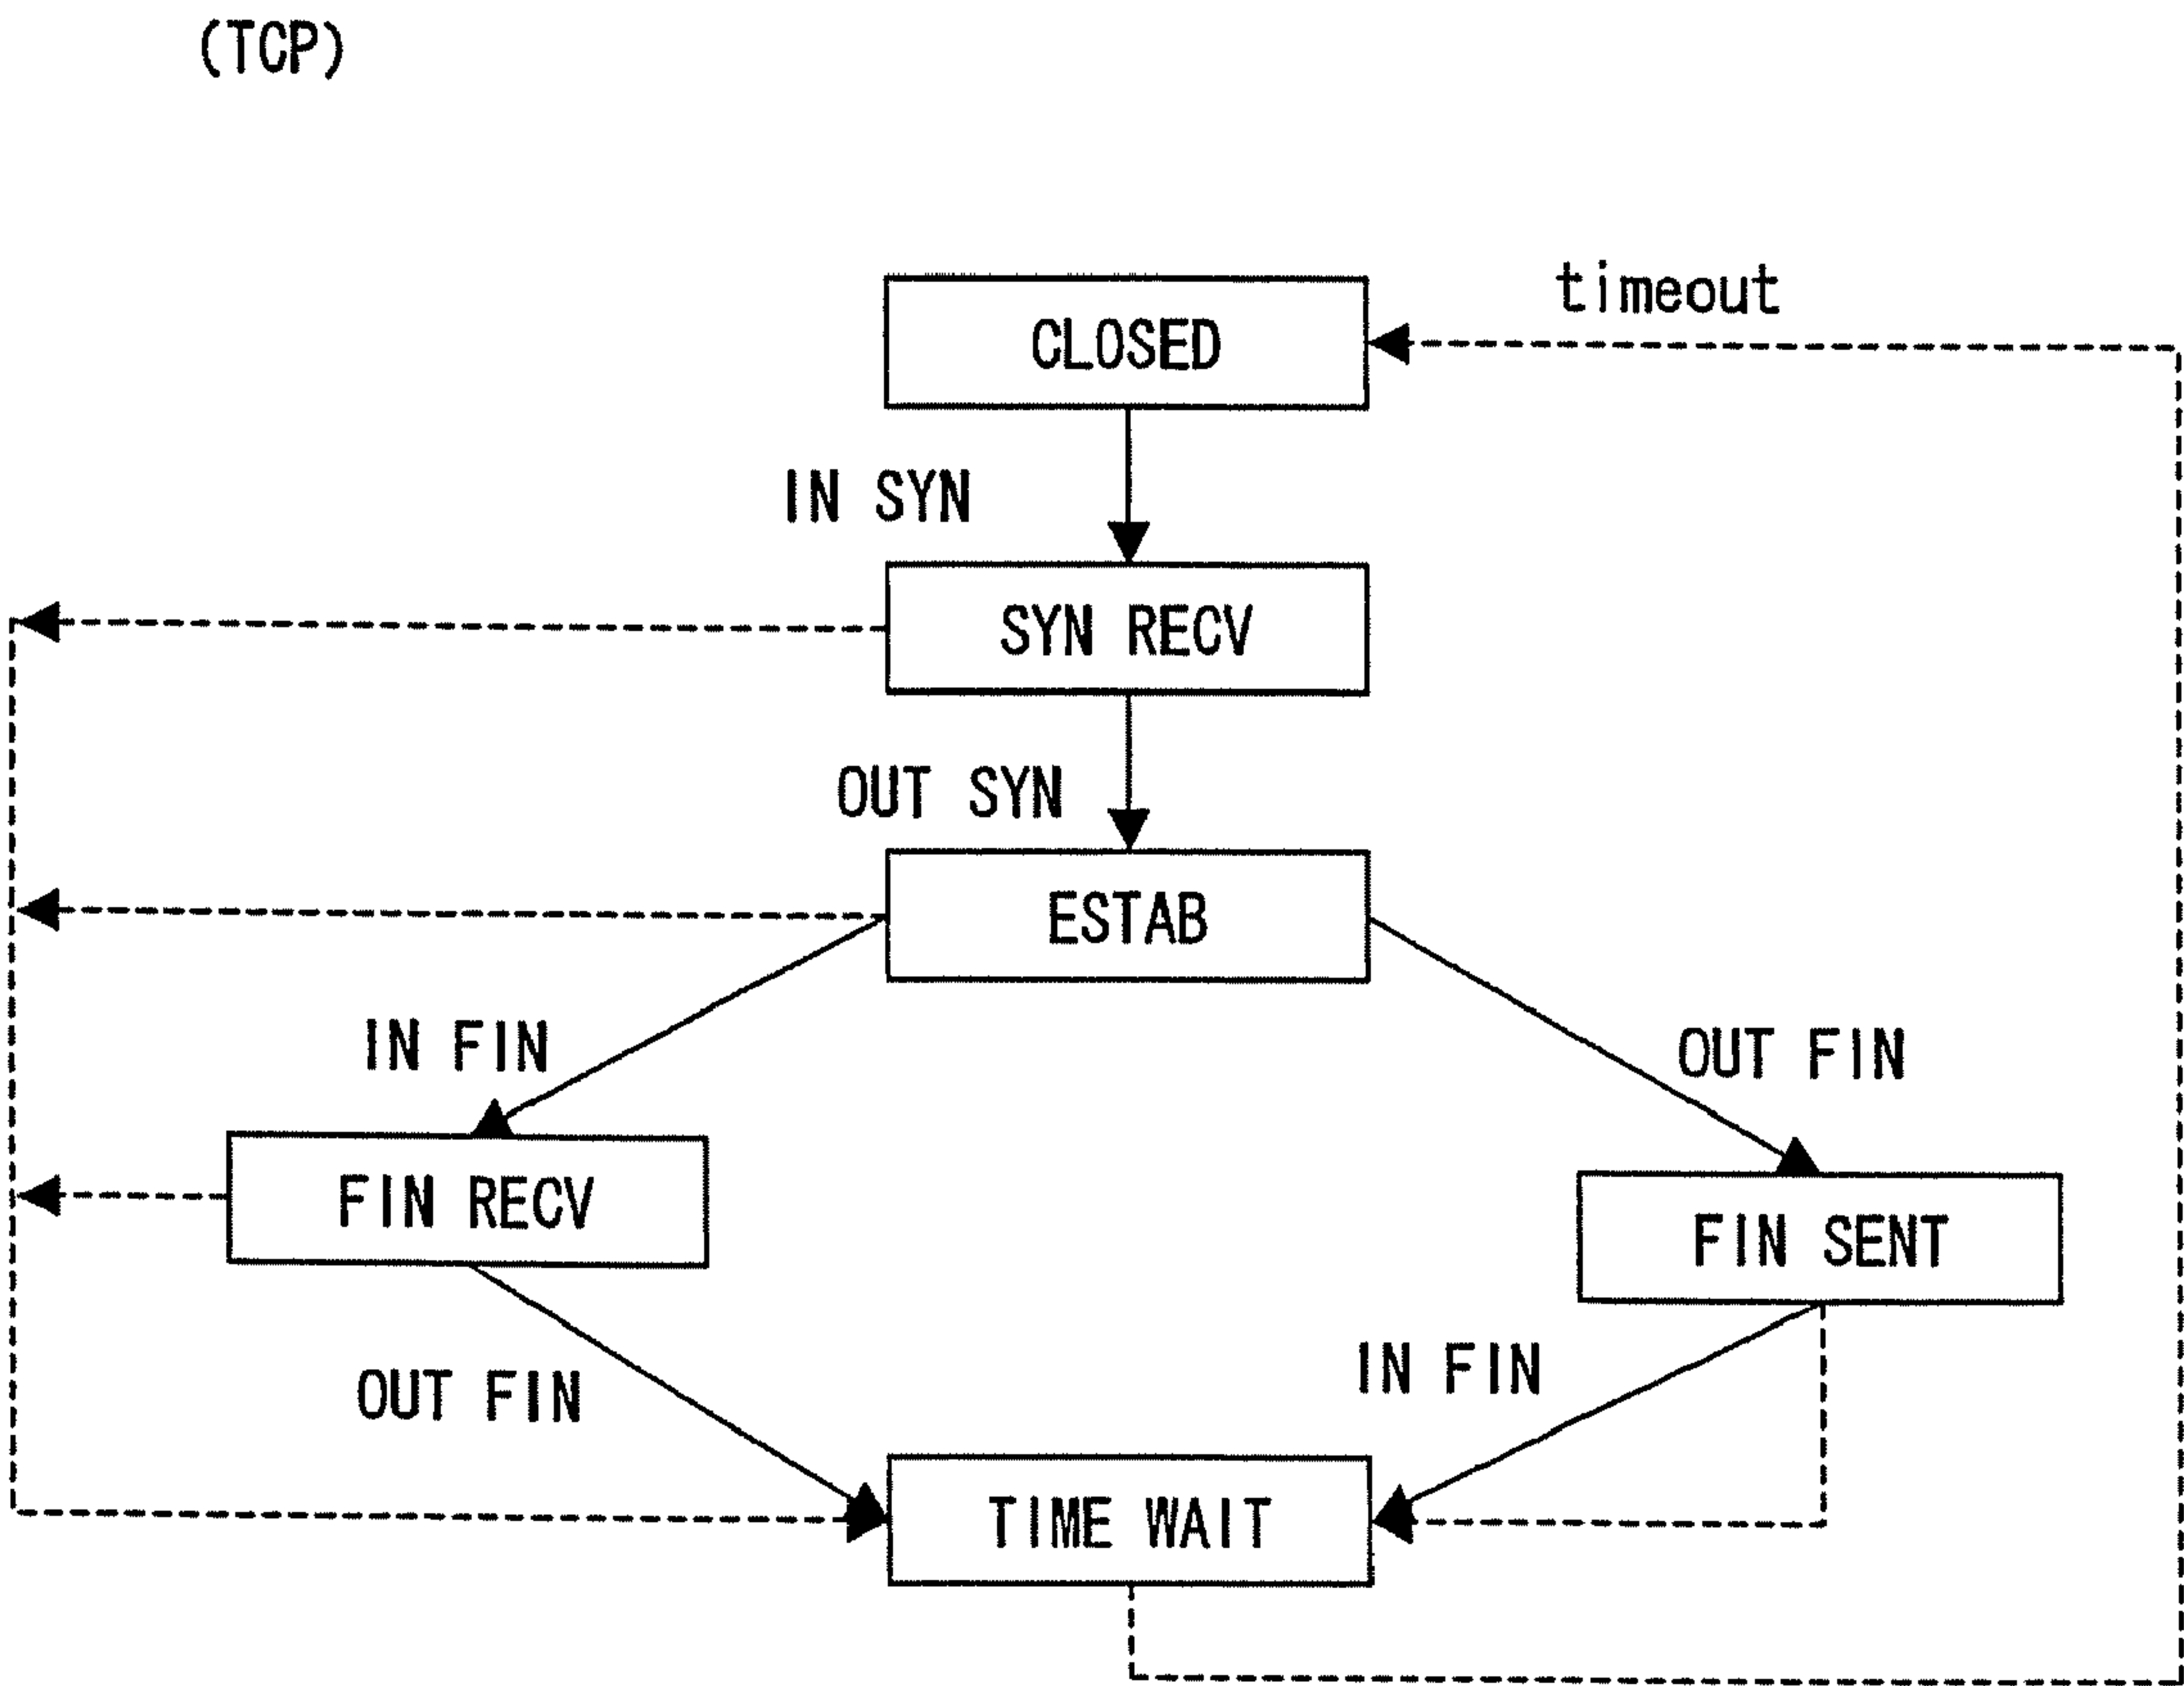 (TCP)
timeout
CLOSED
IN SYN
SYN RECV
OUT SYN
ESTAB
IN FIN
OUT FIN
FIN RECV
FIN SENT
IN FIN
OUT FIN
TIME WAIT